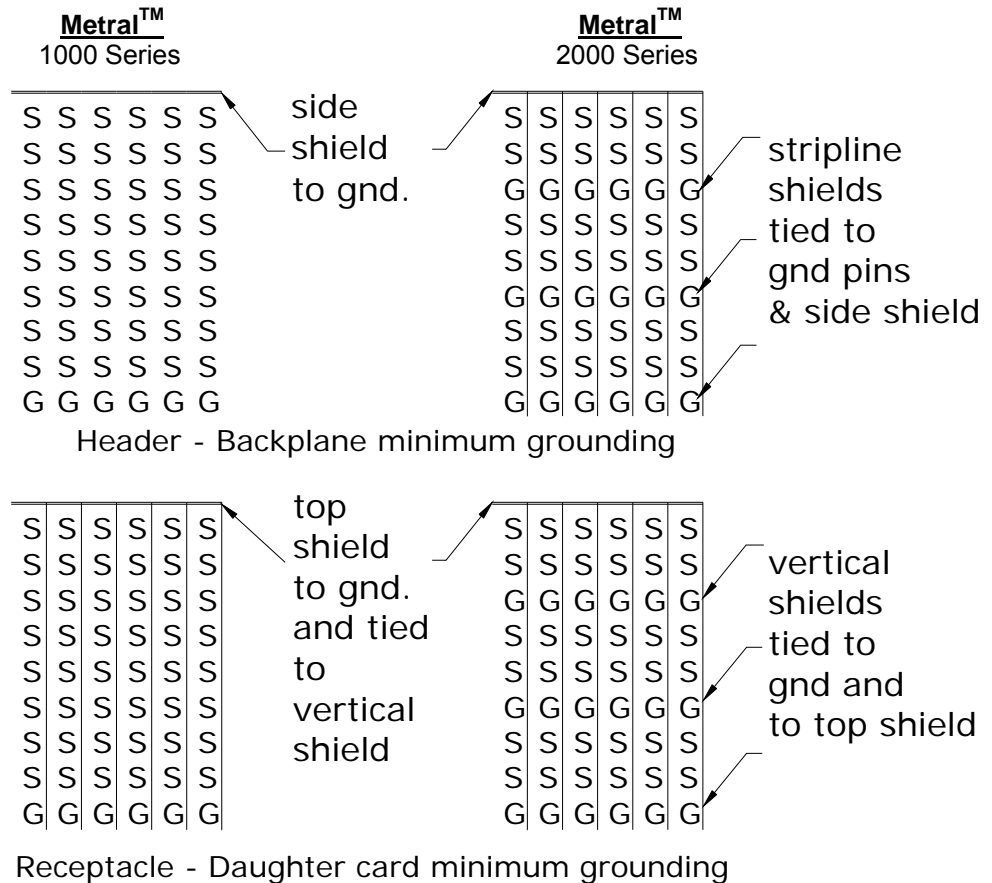 Metral™
1000 Series
Metral™
2000 Series
S S S S S S
S S S S S S
S S S S S S
S S S S S S
S S S S S S
S S S S S S
S S S S S S
S S S S S S
G G G G G G
side
shield
to gnd.
S S S S S S
S S S S S S
G G G G G G
S S S S S S
S S S S S S
G G G G G G
S S S S S S
S S S S S S
G G G G G G
stripline
shields
tied to
gnd pins
& side shield
Header - Backplane minimum grounding
S S S S S S
S S S S S S
S S S S S S
S S S S S S
S S S S S S
S S S S S S
S S S S S S
S S S S S S
G G G G G G
top
shield
to gnd.
and tied
to
vertical
shield
S S S S S S
S S S S S S
G G G G G G
S S S S S S
S S S S S S
G G G G G G
S S S S S S
S S S S S S
G G G G G G
vertical
shields
tied to
gnd and
to top shield
Receptacle - Daughter card minimum grounding